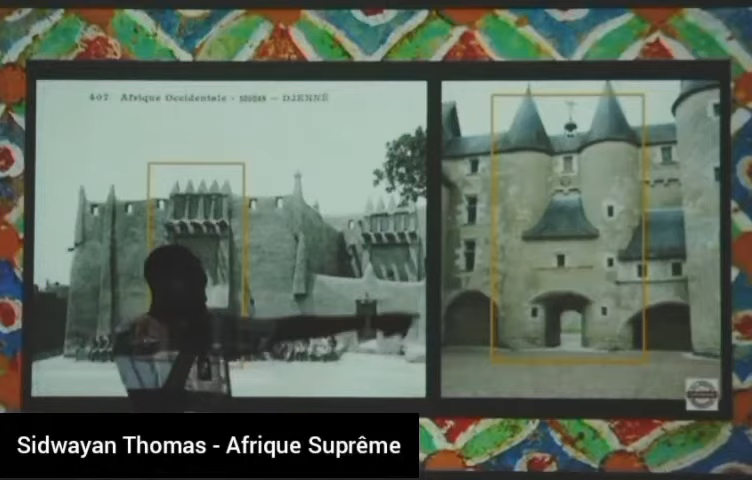 407 Afrique Occidentale - SOUDAN - DJENNÉ
Sidwayan Thomas - Afrique Suprême